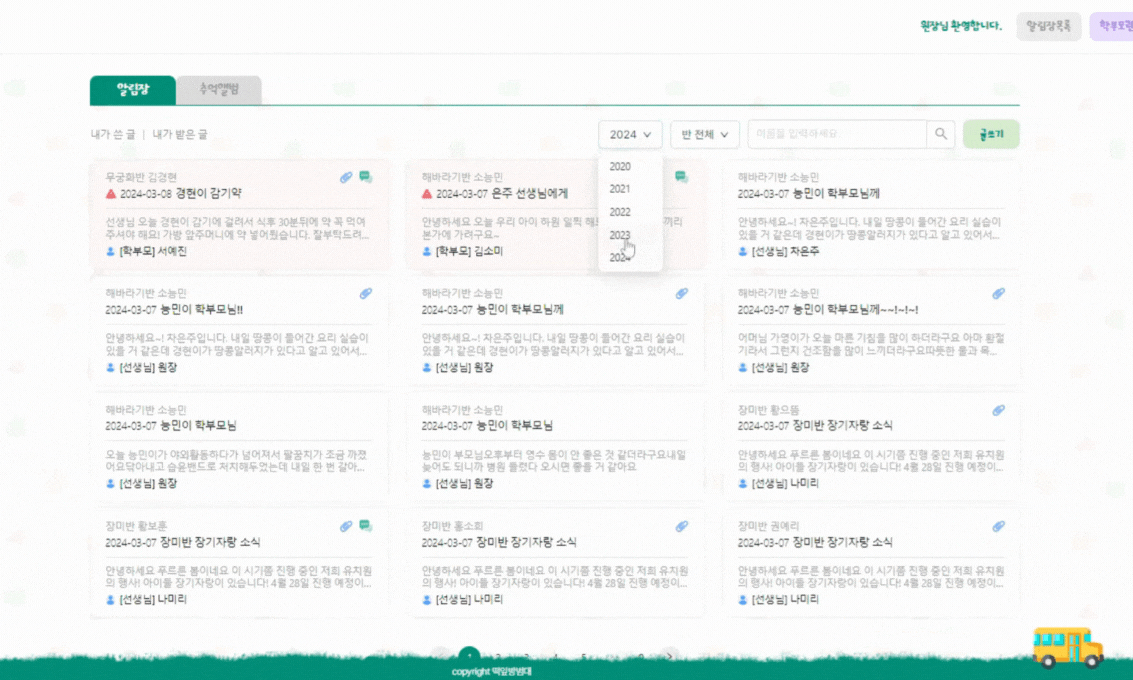 원장님 환영합니다.
알림장목록
알림장
추억앨범
내가 쓴 글 | 내가 받은 글
2024
반 전체
이름을 입력하세요
글쓰기
2020
2021
2022
2023
2024
무궁화반 김경현
2024-03-08 경현이 감기약
선생님 오늘 경현이 감기에 걸려서 식후 30분뒤에 약 꼭 먹여
주셔야 해요! 가방 앞주머니에 약 넣어뒀습니다. 잘부탁드려...
[학부모] 서예진
해바라기반 소능민
2024-03-07 은주 선생님에게
안녕하세요 오늘 우리 아이 하원 일찍
끼리
본가에 가려구요~
[학부모] 김소미
해바라기반 소능민
2024-03-07 능민이 학부모님께
안녕하세요~! 차은주입니다. 내일 땅콩이 들어간 요리 실습이
있을 거 같은데 경현이가 땅콩알러지가 있다고 알고 있어서...
[선생님] 차은주
해바라기반 소능민
2024-03-07 능민이 학부모님!!
안녕하세요~! 차은주입니다. 내일 땅콩이 들어간 요리 실습이
있을 거 같은데 경현이가 땅콩알러지가 있다고 알고 있어서...
[선생님] 원장
해바라기반 소능민
2024-03-07 능민이 학부모님께
안녕하세요~! 차은주입니다. 내일 땅콩이 들어간 요리 실습이
있을 거 같은데 경현이가 땅콩알러지가 있다고 알고 있어서...
[선생님] 원장
해바라기반 소능민
2024-03-07 능민이 학부모님께~~!~!~!
어머님 가영이가 오늘 마른 기침을 많이 하더라구요 아마 환절
기라서 그런지 건조함을 많이 느끼더라구요따뜻한 물과 목...
[선생님] 원장
해바라기반 소능민
2024-03-07 능민이 학부모님
오늘 능민이가 야외활동하다가 넘어져서 팔꿈치가 조금 까졌
어요닦아내고 습윤밴드로 저지해두었는데 내일 한 번 갈아...
[선생님] 원장
해바라기반 소능민
2024-03-07 능민이 학부모님
능민이 부모님오후부터 영수 몸이 안 좋은 것 같더라구요내일
늦어도 되니까 병원 들렀다 오시면 좋을 거 같아요
[선생님] 원장
장미반 황으뜸
2024-03-07 장미반 장기자랑 소식
안녕하세요 푸르른 봄이네요 이 시기쯤 진행 중인 저희 유치원
의 행사! 아이들 장기자랑이 있습니다! 4월 28일 진행 예정이...
[선생님] 나미리
장미반 황보훈
2024-03-07 장미반 장기자랑 소식
안녕하세요 푸르른 봄이네요 이 시기쯤 진행 중인 저희 유치원
의 행사! 아이들 장기자랑이 있습니다! 4월 28일 진행 예정이...
[선생님] 나미리
장미반 홍소희
2024-03-07 장미반 장기자랑 소식
안녕하세요 푸르른 봄이네요 이 시기쯤 진행 중인 저희 유치원
의 행사! 아이들 장기자랑이 있습니다! 4월 28일 진행 예정이...
[선생님] 나미리
장미반 권예리
2024-03-07 장미반 장기자랑 소식
안녕하세요 푸르른 봄이네요 이 시기쯤 진행 중인 저희 유치원
의 행사! 아이들 장기자랑이 있습니다! 4월 28일 진행 예정이...
[선생님] 나미리
copyright 떡잎방범대